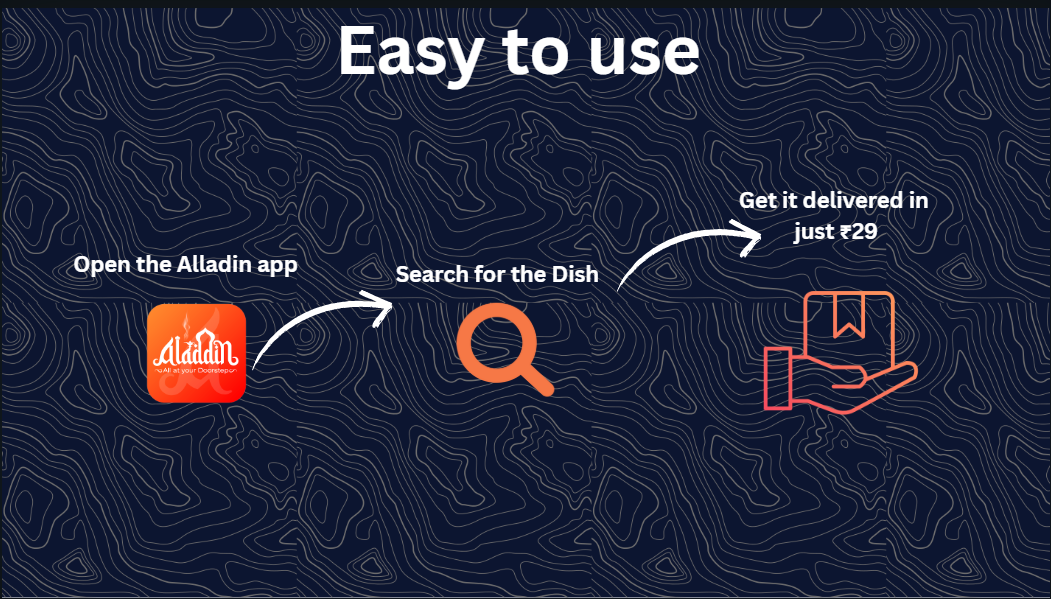 Easy to use
Get it delivered in
just ₹29
Open the Alladin app
Search for the Dish
Aladdin
All at your Doorstep